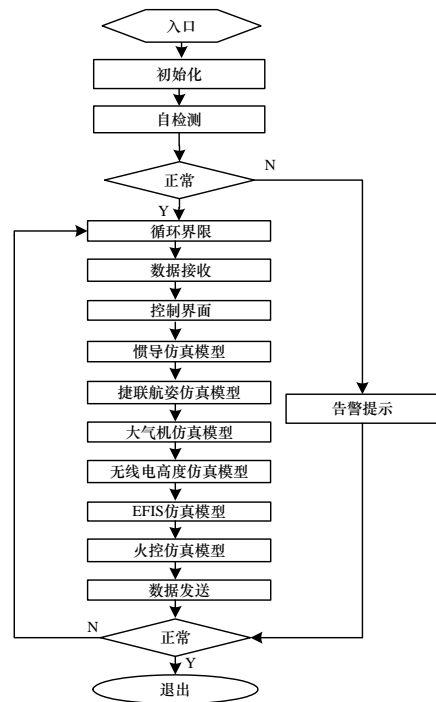 入口
初始化
自检测
正常
N
Y
循环界限
数据接收
控制界面
惯导仿真模型
捷联航姿仿真模型
大气机仿真模型
告警提示
无线电高度仿真模型
EFIS仿真模型
火控仿真模型
数据发送
N
正常
Y
退出